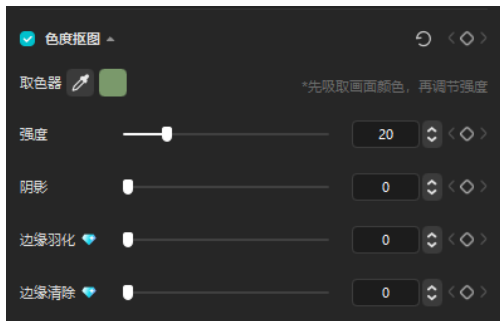 色度抠图
取色器 *先吸取画面颜色，再调节强度
强度 20
阴影 0
边缘羽化 0
边缘清除 0